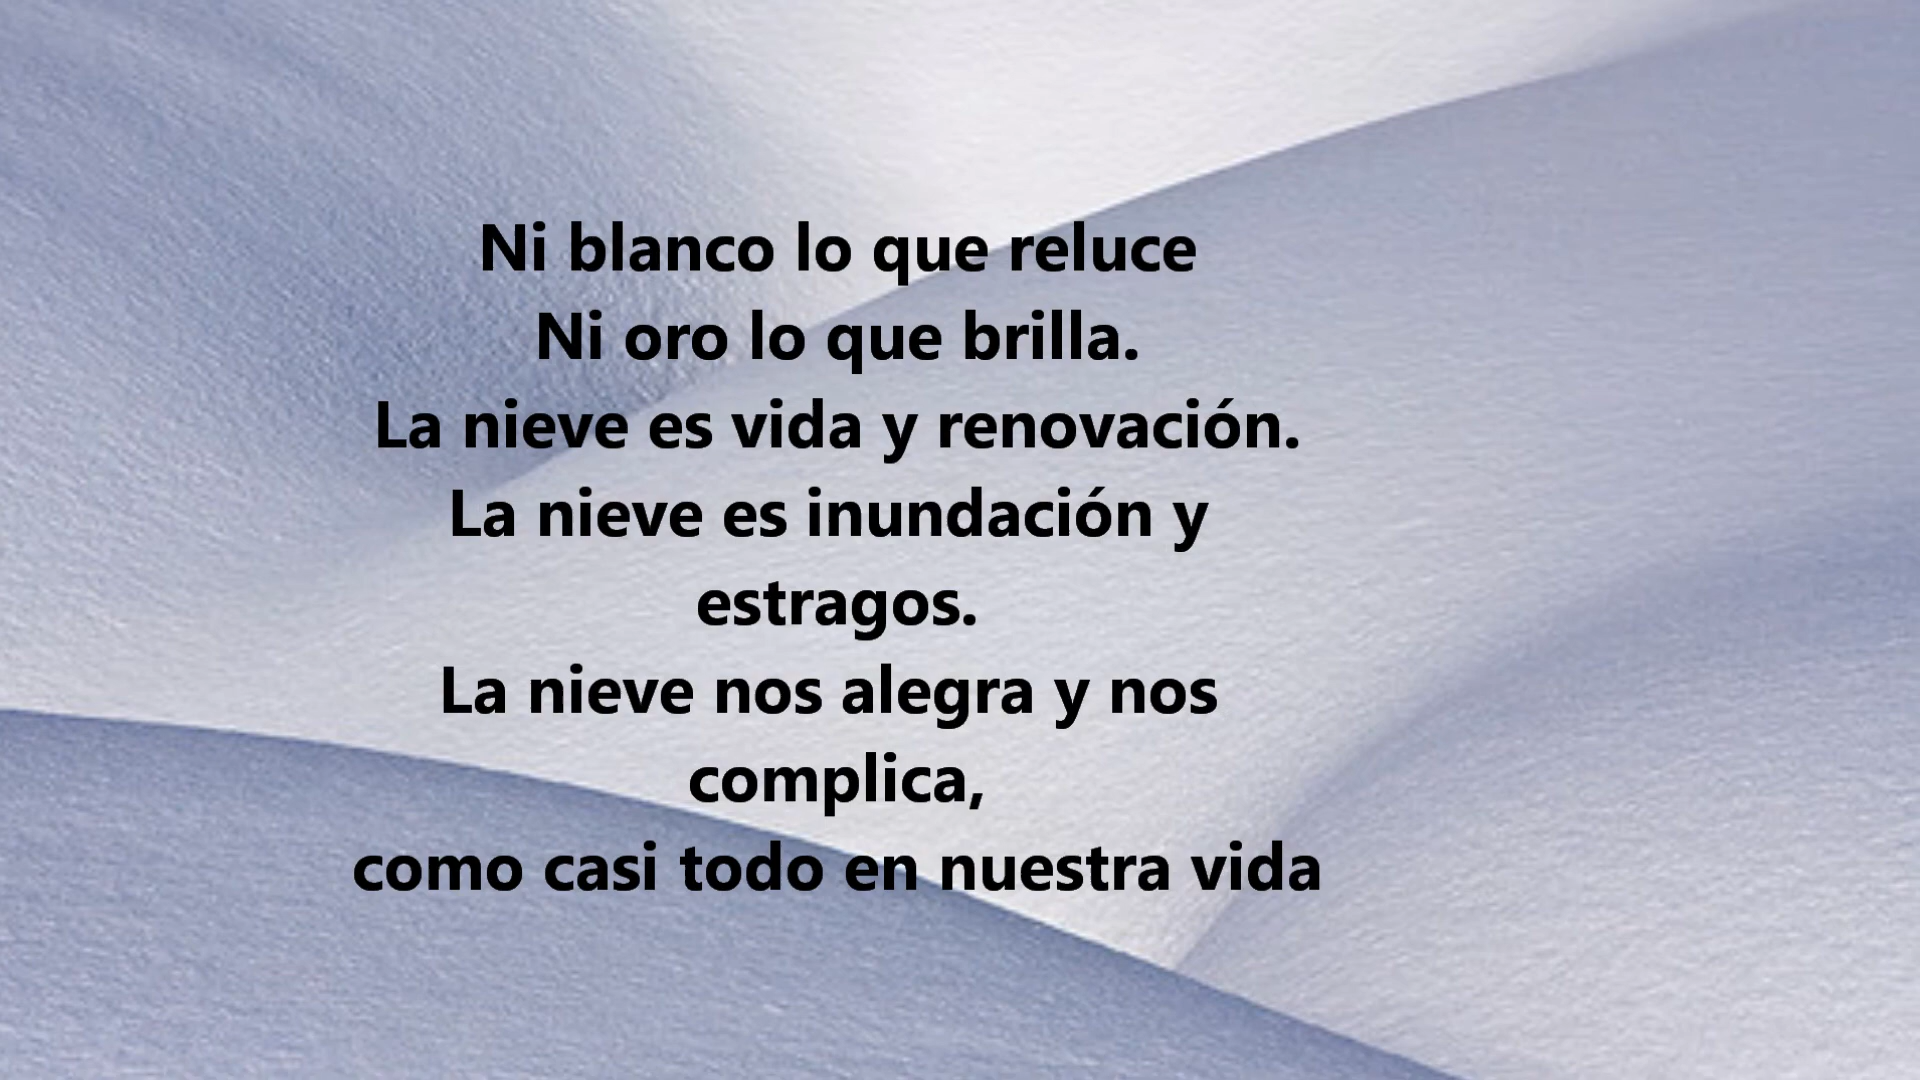 Ni blanco lo que reluce
Ni oro lo que brilla.
La nieve es vida y renovación.
La nieve es inundación y
estragos.
La nieve nos alegra y nos
complica,
como casi todo en nuestra vida